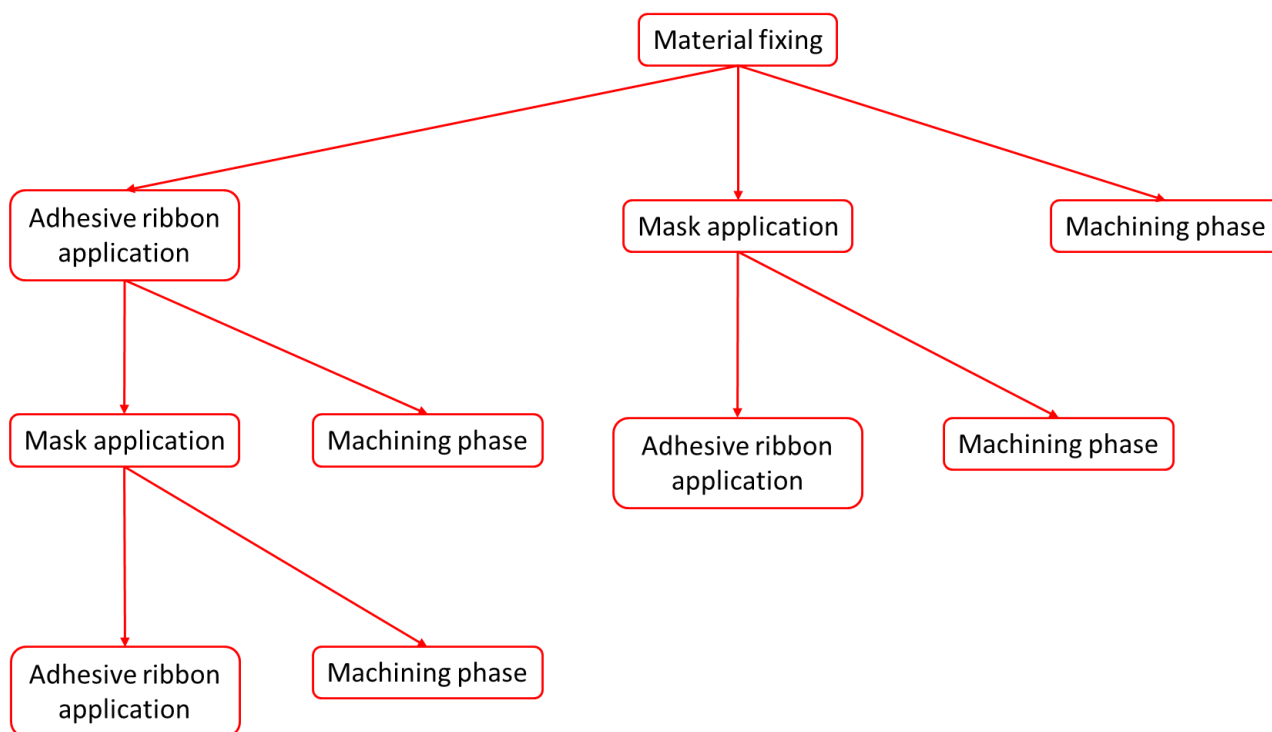 Material fixing
Adhesive ribbon
application
Mask application
Machining phase
Mask application
Machining phase
Adhesive ribbon
application
Machining phase
Adhesive ribbon
application
Machining phase